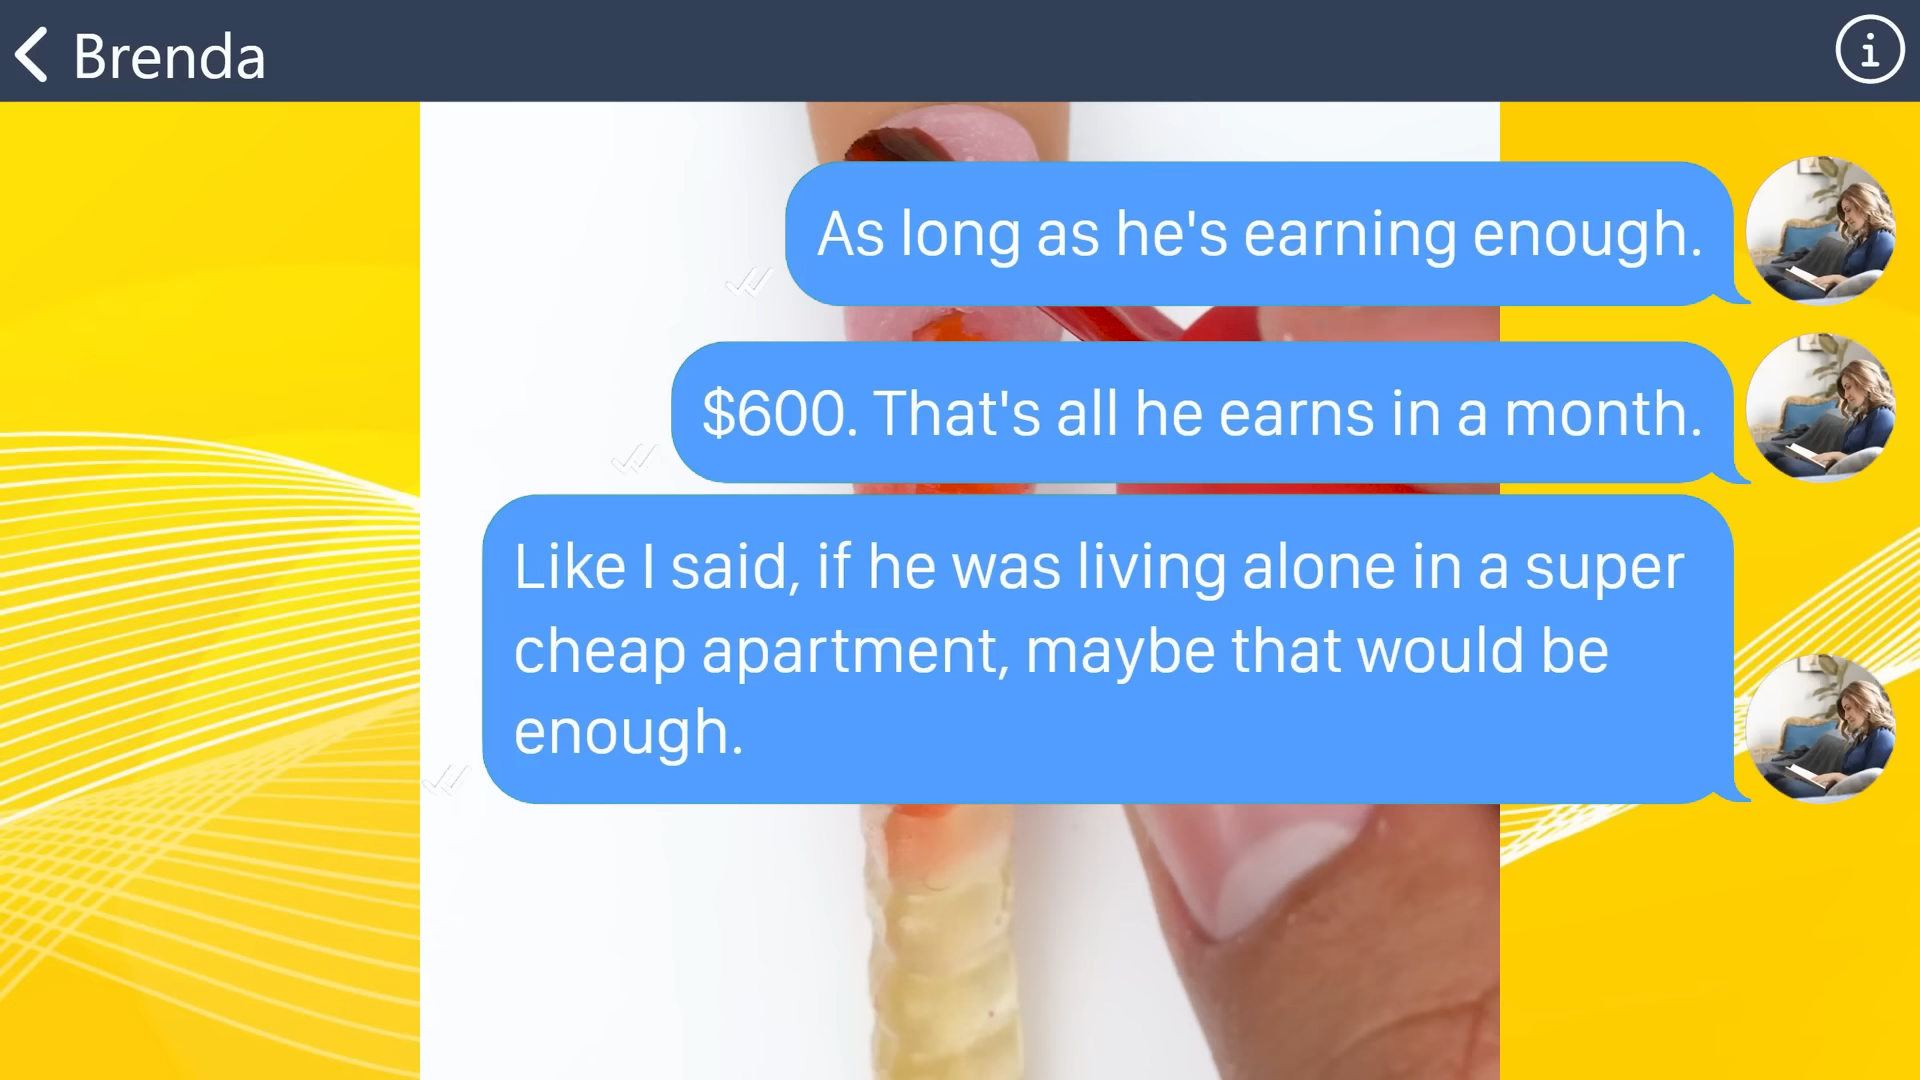 Brenda
As long as he's earning enough.
$600. That's all he earns in a month.
Like I said, if he was living alone in a super
cheap apartment, maybe that would be
enough.